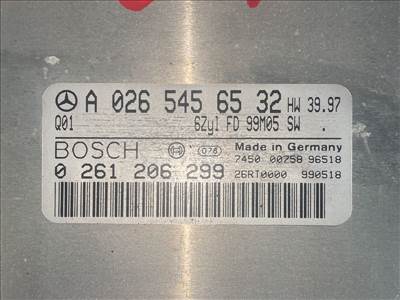 A 026 545 65 32 HW 39.97
Q01 6Zyl FD 99M05 SW .
BOSCH 078 Made in Germany
7450 007588 96518
0 261 206 299 26RT0000 990518